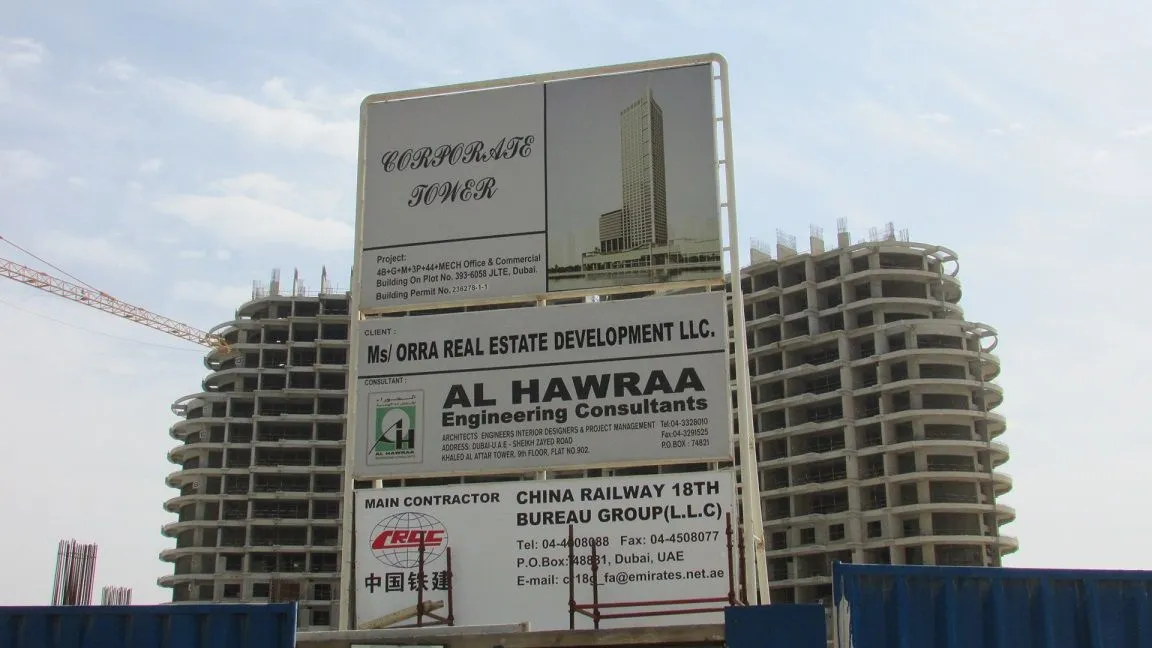 CORPORATE
TOWER
Project:
4B+G+M+3P+44+MECH Office & Commercial
Building On Plot No. 393-6058 JLTE, Dubai.
Building Permit No. 236278-1-1
CLIENT :
Ms/ ORRA REAL ESTATE DEVELOPMENT LLC.
CONSULTANT :
AL HAWRAA
Engineering Consultants
ARCHITECTS ENGINEERS INTERIOR DESIGNERS & PROJECT MANAGEMENT
ADDRESS: DUBAI-U A E - SHEIKH ZAYED ROAD
KHALED AL ATTAR TOWER, 9th FLOOR, FLAT NO.902.
Tel:04-3328010
Fax:04-3291525
P.O.BOX : 74821
AH
AL HAWRAA
MAIN CONTRACTOR
CRCC
中国铁建
CHINA RAILWAY 18TH
BUREAU GROUP(L.L.C)
Tel: Fax: 04-4508077
P.O.Box: Dubai, UAE
E-mail: